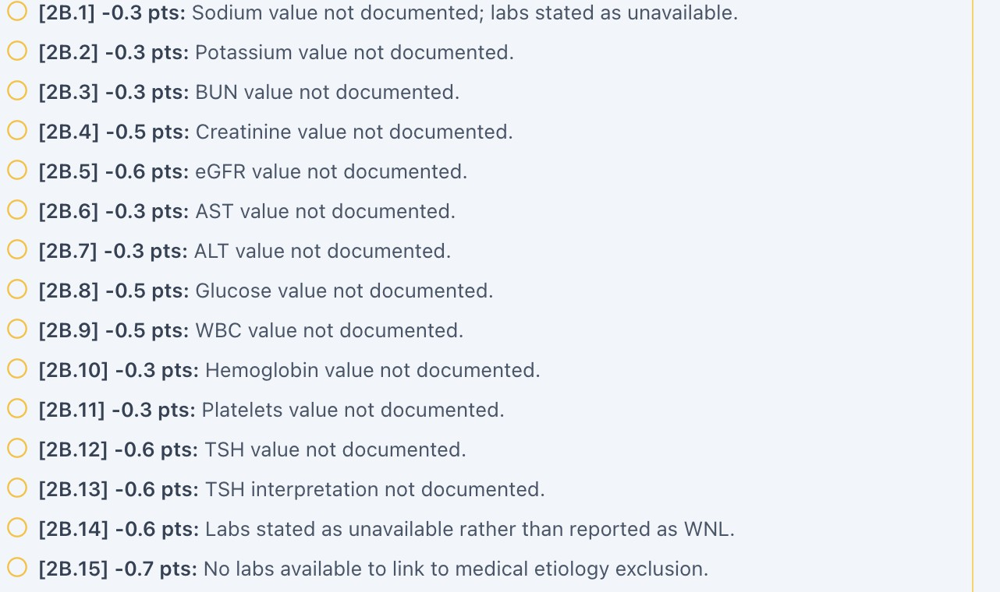 [2B.1] -0.3 pts: Sodium value not documented; labs stated as unavailable.
[2B.2] -0.3 pts: Potassium value not documented.
[2B.3] -0.3 pts: BUN value not documented.
[2B.4] -0.5 pts: Creatinine value not documented.
[2B.5] -0.6 pts: eGFR value not documented.
[2B.6] -0.3 pts: AST value not documented.
[2B.7] -0.3 pts: ALT value not documented.
[2B.8] -0.5 pts: Glucose value not documented.
[2B.9] -0.5 pts: WBC value not documented.
[2B.10] -0.3 pts: Hemoglobin value not documented.
[2B.11] -0.3 pts: Platelets value not documented.
[2B.12] -0.6 pts: TSH value not documented.
[2B.13] -0.6 pts: TSH interpretation not documented.
[2B.14] -0.6 pts: Labs stated as unavailable rather than reported as WNL.
[2B.15] -0.7 pts: No labs available to link to medical etiology exclusion.